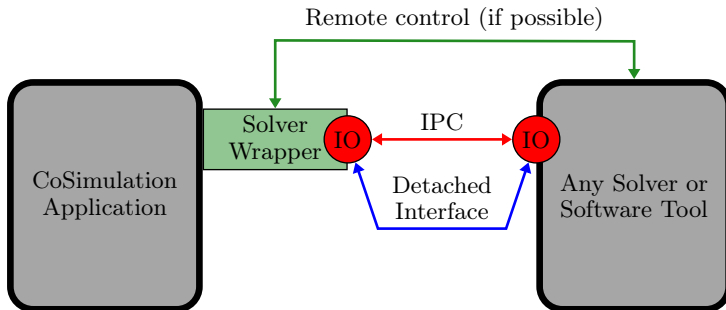 Remote control (if possible)
Solver
Wrapper
IO
IPC
IO
CoSimulation
Application
Detached
Interface
Any Solver or
Software Tool